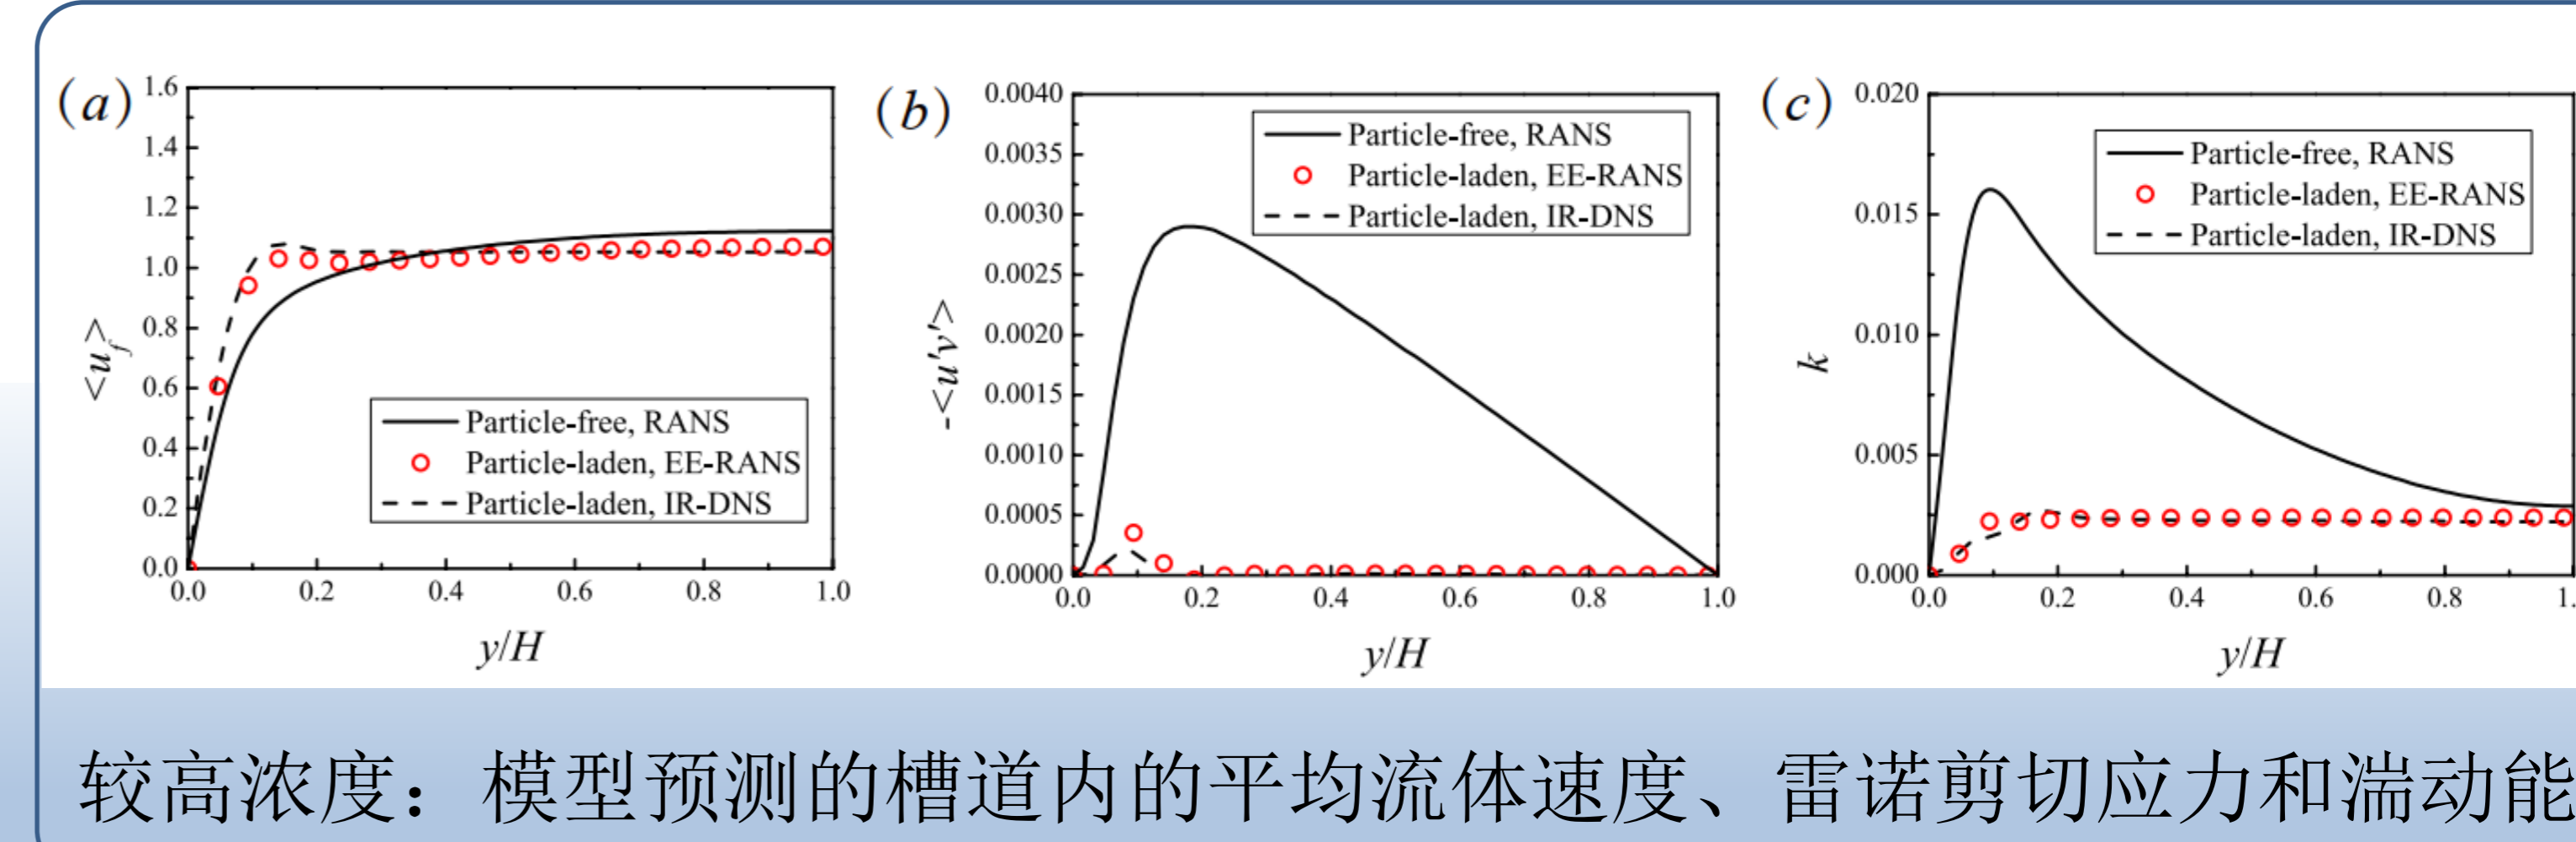 (a)
1.6
1.4
1.2
1.0
0.8
0.6
0.4
0.2
0.0
<u_f>
Particle-free, RANS
Particle-laden, EE-RANS
Particle-laden, IR-DNS
0.0 0.2 0.4 0.6 0.8 1.0
y/H
(b)
0.0040
0.0035
0.0030
0.0025
0.0020
0.0015
0.0010
0.0005
0.0000
-<u'v'>
Particle-free, RANS
Particle-laden, EE-RANS
Particle-laden, IR-DNS
0.0 0.2 0.4 0.6 0.8 1.0
y/H
(c)
0.020
0.015
0.010
0.005
0.000
k
Particle-free, RANS
Particle-laden, EE-RANS
Particle-laden, IR-DNS
0.0 0.2 0.4 0.6 0.8 1.
y/H
较高浓度：模型预测的槽道内的平均流体速度、雷诺剪切应力和湍动能